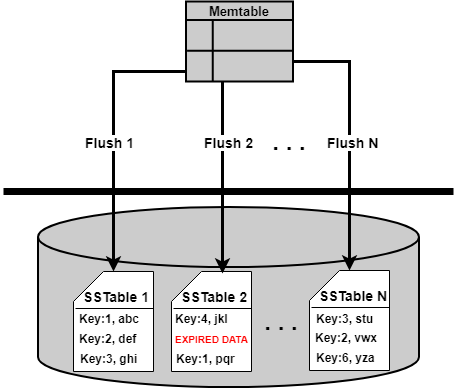 Memtable
Flush 1
Flush 2
. . .
Flush N
SSTable 1
Key:1, abc
Key:2, def
Key:3, ghi
SSTable 2
Key:4, jkl
EXPIRED DATA
Key:1, pqr
. . .
SSTable N
Key:3, stu
Key:2, vwx
Key:6, yza